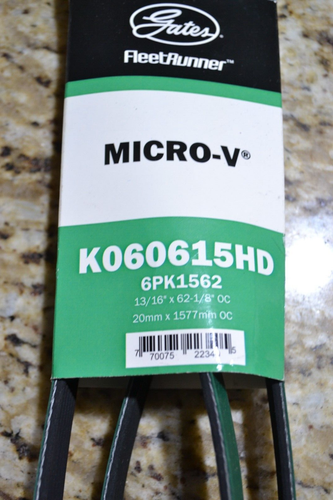 Gates
FleetRunner™
MICRO-V®
K060615HD
6PK1562
13/16" x 62-1/8" OC
20mm x 1577mm OC